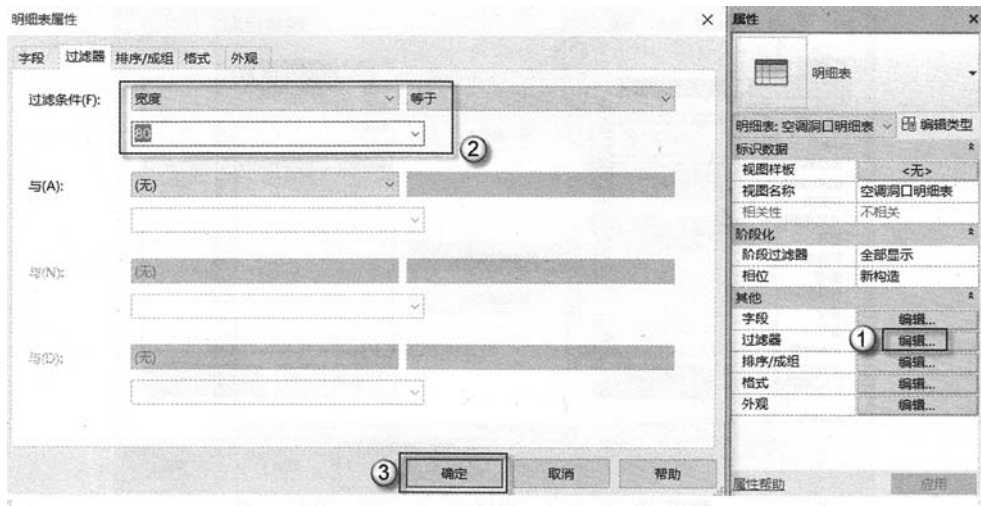 明细表属性
字段 过滤器 排序/成组 格式 外观
过滤条件(F): 宽度 等于
80
②
与(A): (无)
与(N): (无)
与(D): (无)
③ 确定 取消 帮助
属性
明细表
明细表: 空调洞口明细表 编辑类型
标识数据
视图样板 <无>
视图名称 空调洞口明细表
相关性 不相关
阶段化
阶段过滤器 全部显示
相位 新构造
其他
字段 编辑...
过滤器 ① 编辑...
排序/成组 编辑...
格式 编辑...
外观 编辑...
属性帮助 应用